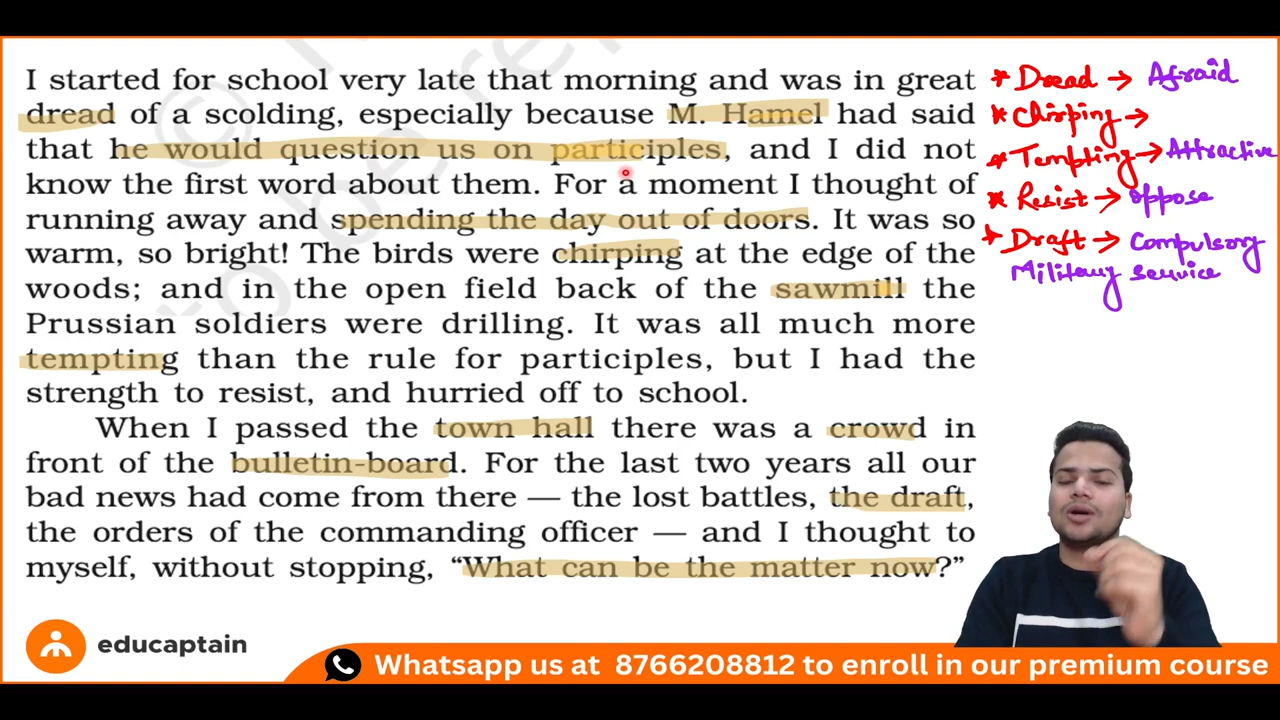 I started for school very late that morning and was in great
dread of a scolding, especially because M. Hamel had said
that he would question us on participles, and I did not
know the first word about them. For a moment I thought of
running away and spending the day out of doors. It was so
warm, so bright! The birds were chirping at the edge of the
woods; and in the open field back of the sawmill the
Prussian soldiers were drilling. It was all much more
tempting than the rule for participles, but I had the
strength to resist, and hurried off to school.
When I passed the town hall there was a crowd in
front of the bulletin-board. For the last two years all our
bad news had come from there — the lost battles, the draft,
the orders of the commanding officer — and I thought to
myself, without stopping, “What can be the matter now?”
* Dread → Afraid
* Chirping →
* Tempting → Attractive
* Resist → oppose
* Draft → Compulsory
Military service
educaptain
Whatsapp us at 8766208812 to enroll in our premium course